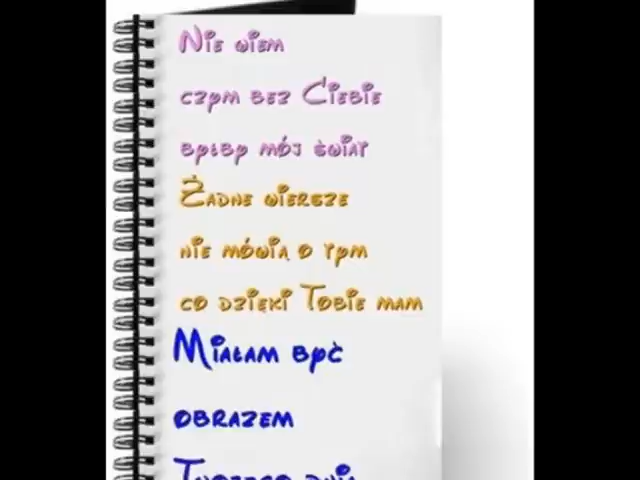 Nie wiem
czym bez Ciebie
byłby mój świat
Żadne wiersze
nie mówią o tym
co dzięki Tobie mam
Miałam być
obrazem